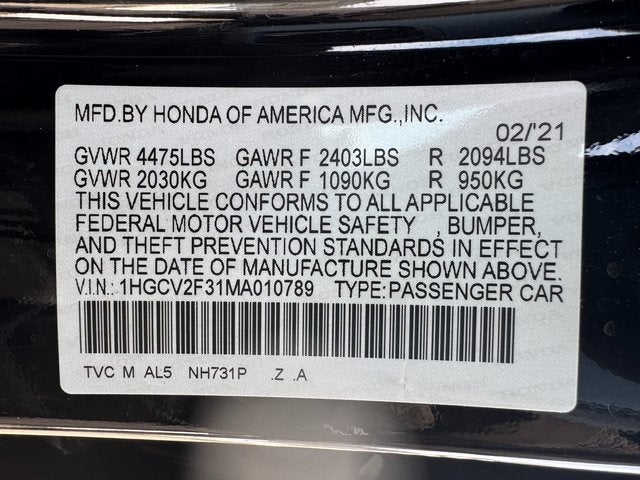 MFD.BY HONDA OF AMERICA MFG.,INC.
02/'21
GVWR 4475LBS GAWR F 2403LBS R 2094LBS
GVWR 2030KG GAWR F 1090KG R 950KG
THIS VEHICLE CONFORMS TO ALL APPLICABLE
FEDERAL MOTOR VEHICLE SAFETY , BUMPER,
AND THEFT PREVENTION STANDARDS IN EFFECT
ON THE DATE OF MANUFACTURE SHOWN ABOVE.
V.I.N.: 1HGCV2F31MA010789 TYPE:PASSENGER CAR
TVC M AL5 NH731P .Z .A